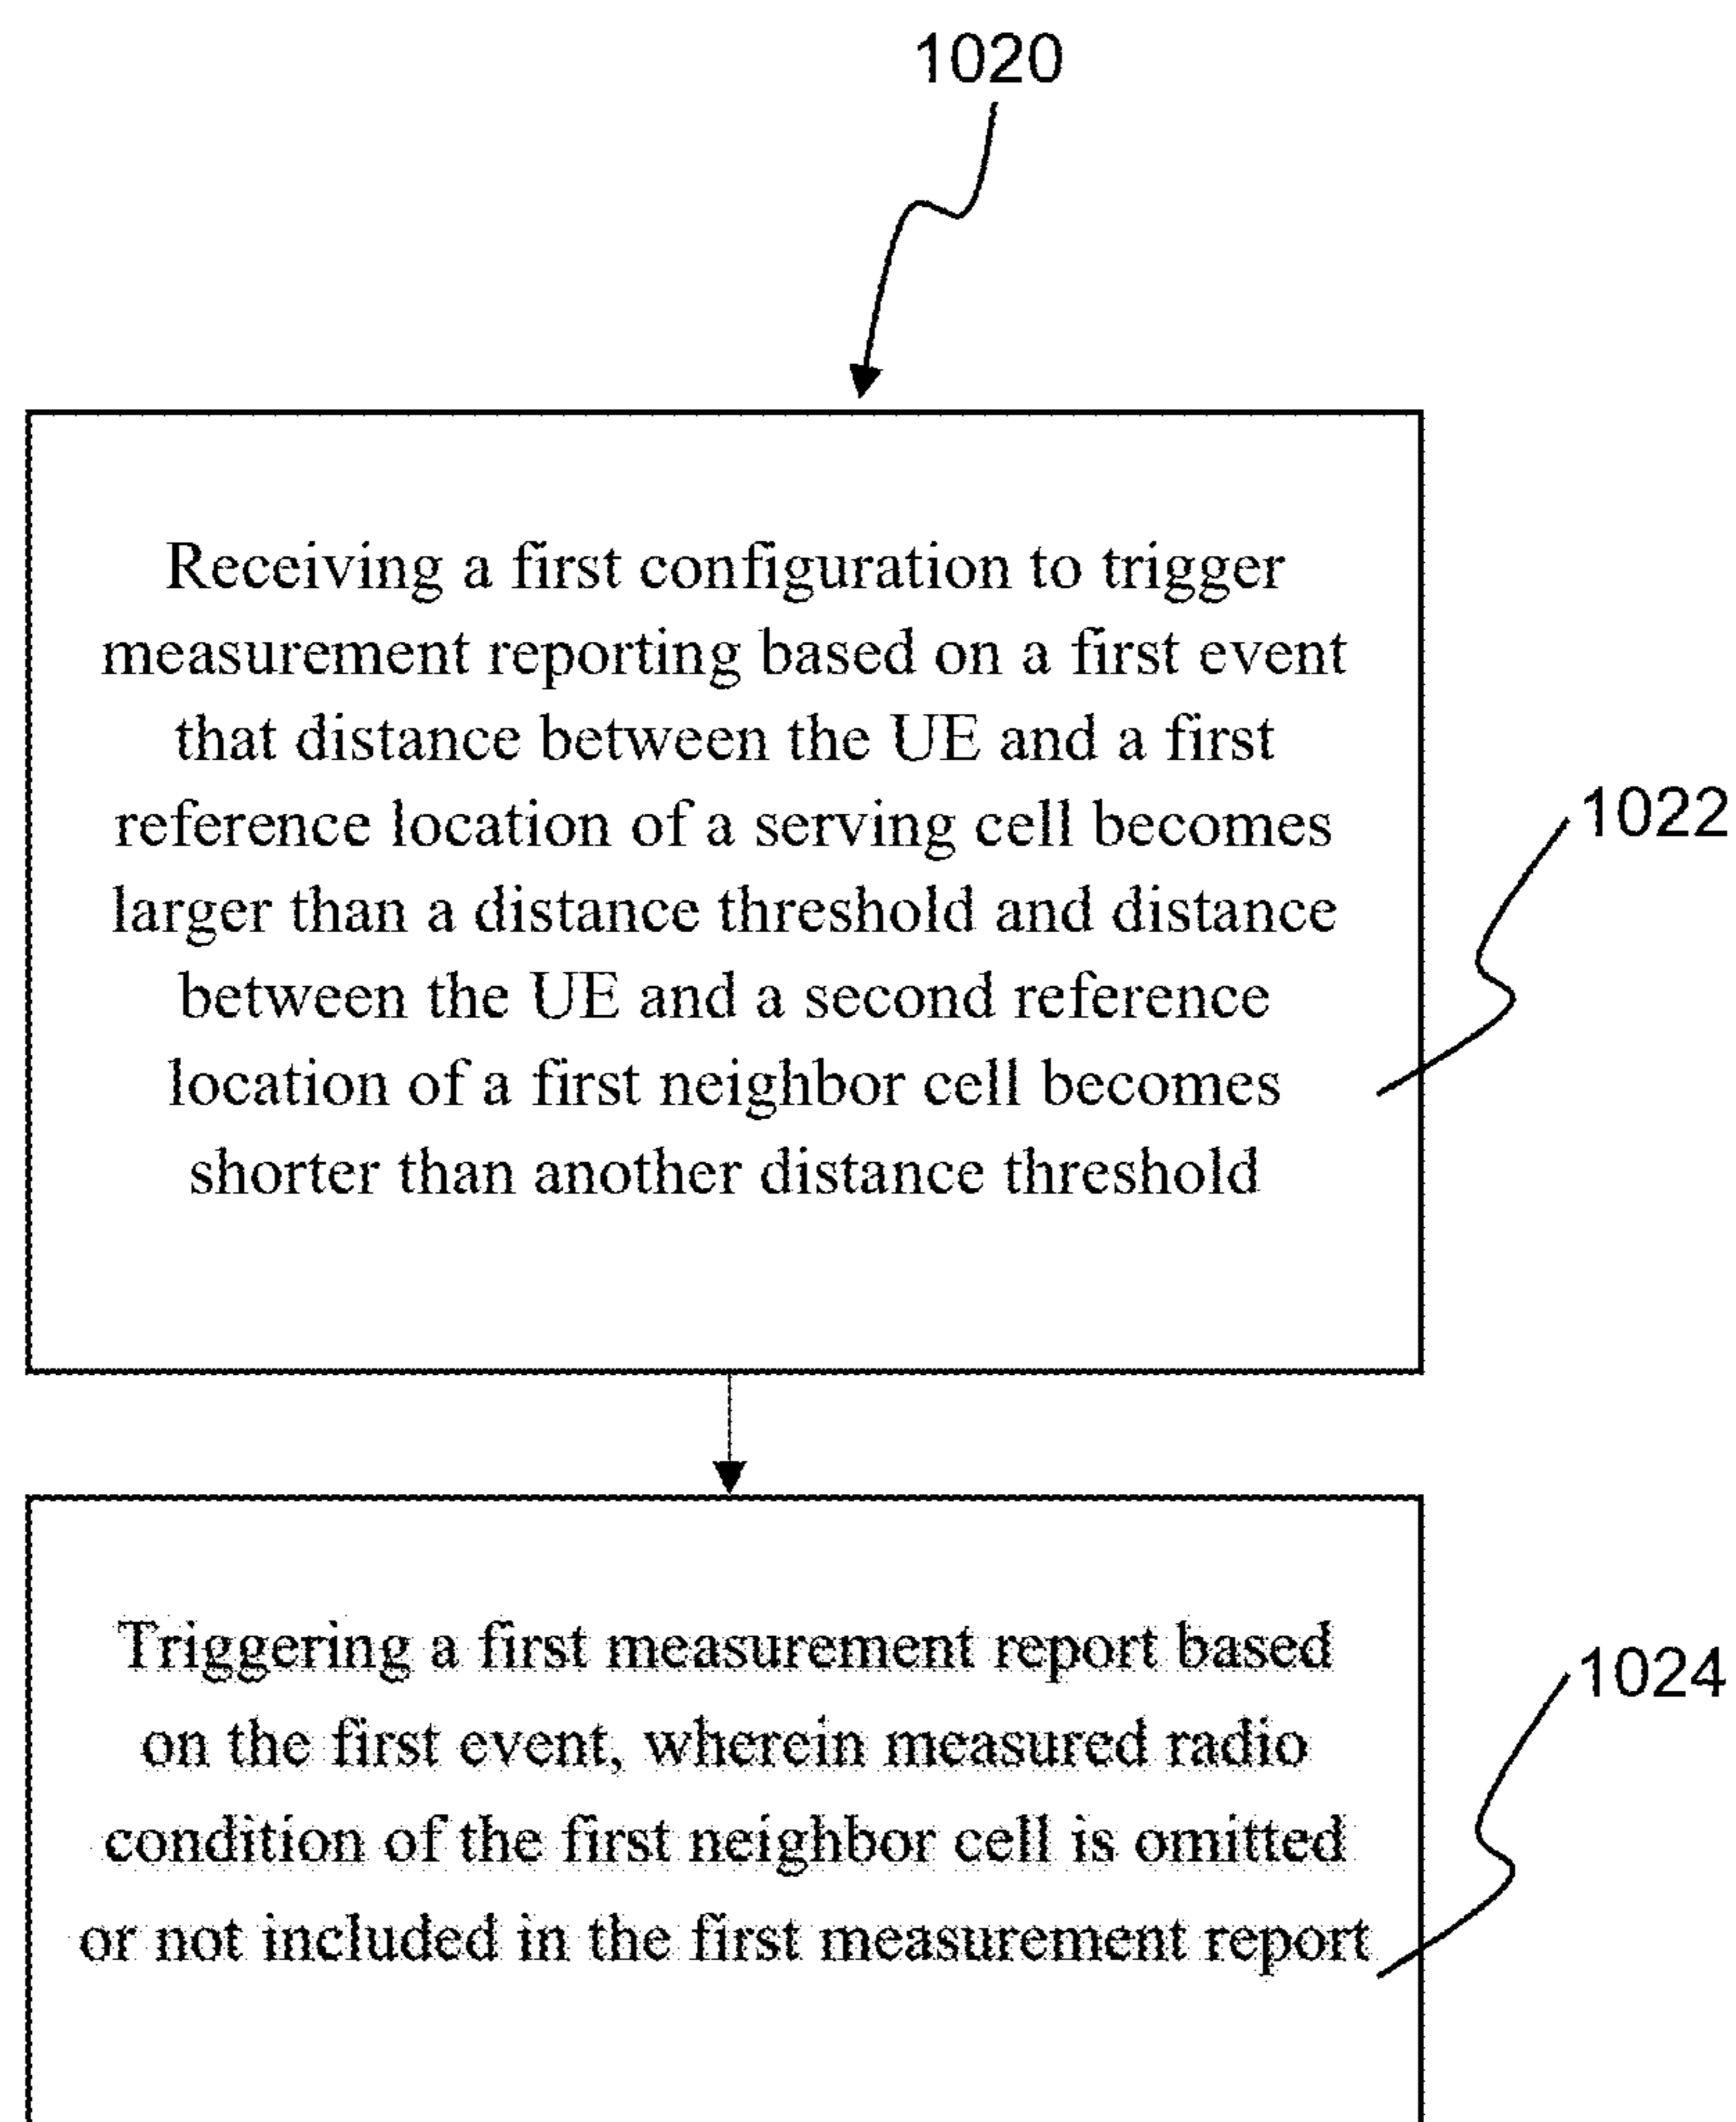 1020
Receiving a first configuration to trigger
measurement reporting based on a first event
that distance between the UE and a first
reference location of a serving cell becomes
larger than a distance threshold and distance
between the UE and a second reference
location of a first neighbor cell becomes
shorter than another distance threshold
1022
Triggering a first measurement report based
on the first event, wherein measured radio
condition of the first neighbor cell is omitted
or not included in the first measurement report
1024